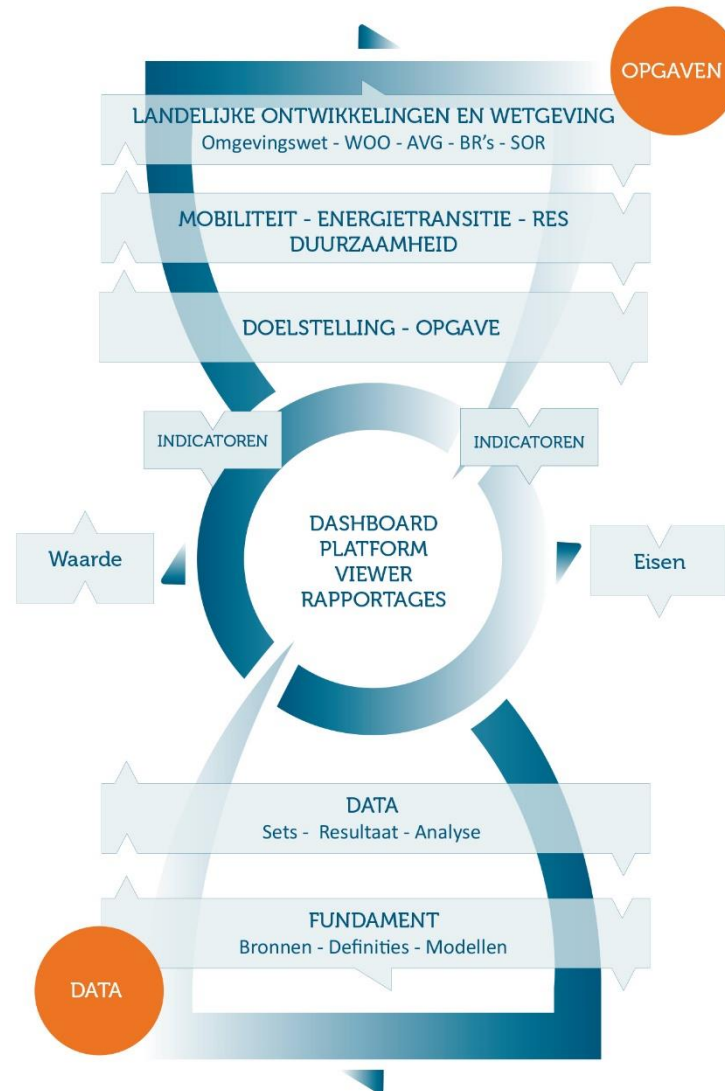 OPGAVEN
LANDELIJKE ONTWIKKELINGEN EN WETGEVING
Omgevingswet - WOO - AVG - BR's - SOR
MOBILITEIT - ENERGIETRANSITIE - RES
DUURZAAMHEID
DOELSTELLING - OPGAVE
INDICATOREN
INDICATOREN
DASHBOARD
PLATFORM
VIEWER
RAPPORTAGES
Waarde
Eisen
DATA
Sets - Resultaat - Analyse
FUNDAMENT
Bronnen - Definities - Modellen
DATA